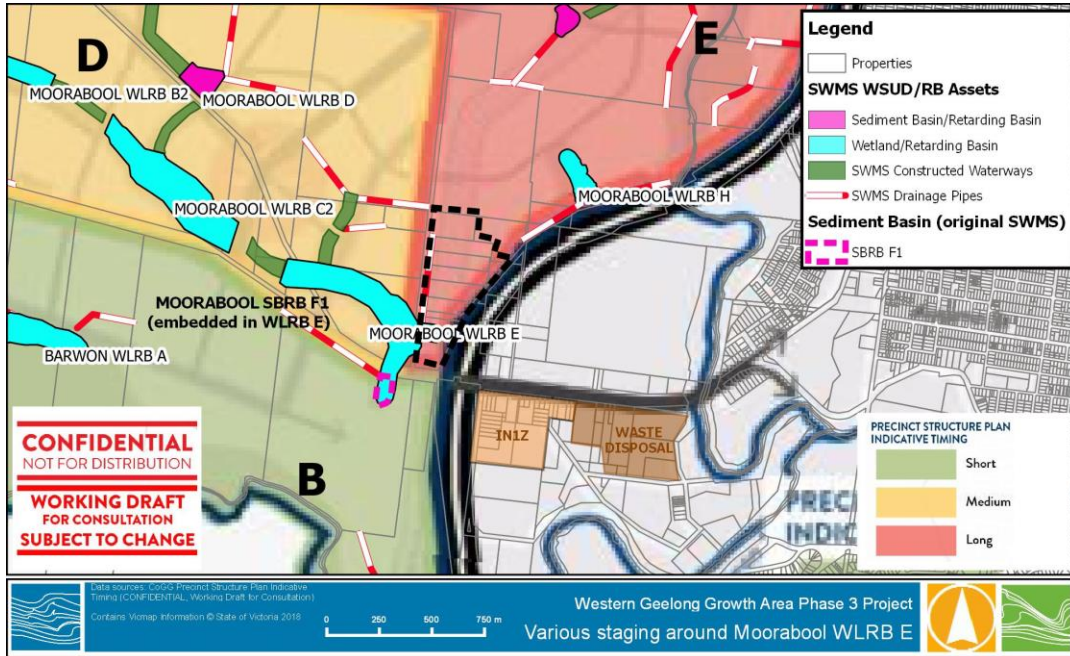 D
E
MOORABOOL WLRB B2
MOORABOOL WLRB D
MOORABOOL WLRB C2
MOORABOOL WLRB H
MOORABOOL SBRB F1
(embedded in WLRB E)
MOORABOOL WLRB E
BARWON WLRB A
B
IN1Z
WASTE
DISPOSAL
CONFIDENTIAL
NOT FOR DISTRIBUTION
WORKING DRAFT
FOR CONSULTATION
SUBJECT TO CHANGE
Legend
Properties
SWMS WSUD/RB Assets
Sediment Basin/Retarding Basin
Wetland/Retarding Basin
SWMS Constructed Waterways
SWMS Drainage Pipes
Sediment Basin (original SWMS)
SBRB F1
PRECI
INDIC
PRECINCT STRUCTURE PLAN
INDICATIVE TIMING
Short
Medium
Long
Data sources: CoGG Precinct Structure Plan Indicative
Timing (CONFIDENTIAL, Working Draft for Consultation)
Contains Vicmap Information © State of Victoria 2018
0 250 500 750 m
Western Geelong Growth Area Phase 3 Project
Various staging around Moorabool WLRB E